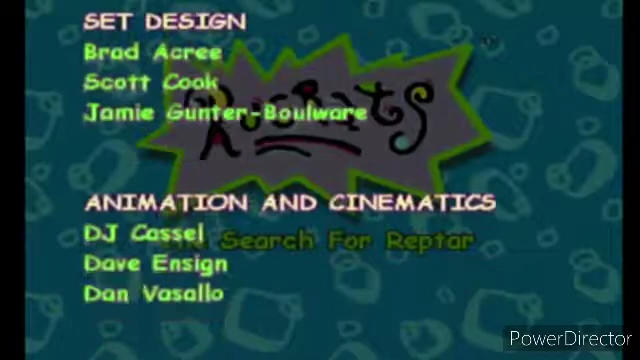 SET DESIGN
Brad Acree
Scott Cook
Jamie Gunter-Boulware
RUGRATS
ANIMATION AND CINEMATICS
DJ Cassel
The Search For Reptar
Dave Ensign
Dan Vasallo
PowerDirector